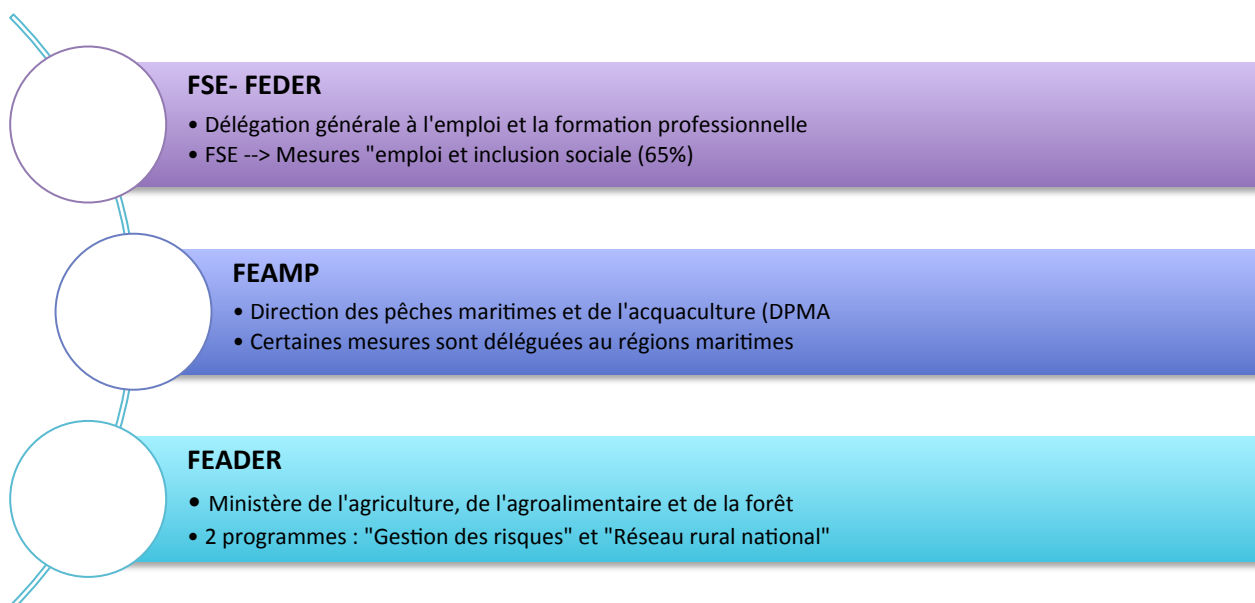 FSE- FEDER
• Délégation générale à l'emploi et la formation professionnelle
• FSE --> Mesures "emploi et inclusion sociale (65%)
FEAMP
• Direction des pêches maritimes et de l'acquaculture (DPMA
• Certaines mesures sont déléguées au régions maritimes
FEADER
• Ministère de l'agriculture, de l'agroalimentaire et de la forêt
• 2 programmes : "Gestion des risques" et "Réseau rural national"